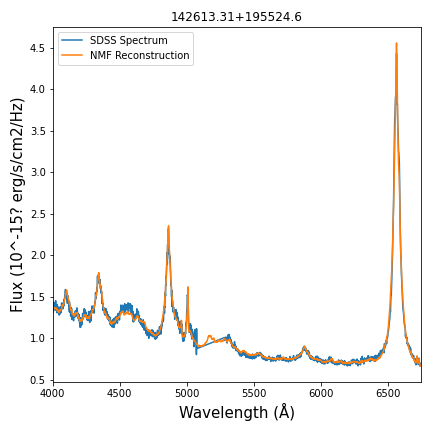 142613.31+195524.6
SDSS Spectrum
NMF Reconstruction
4.5
4.0
3.5
3.0
2.5
2.0
1.5
1.0
0.5
Flux (10^-15? erg/s/cm2/Hz)
4000 4500 5000 5500 6000 6500
Wavelength (Å)